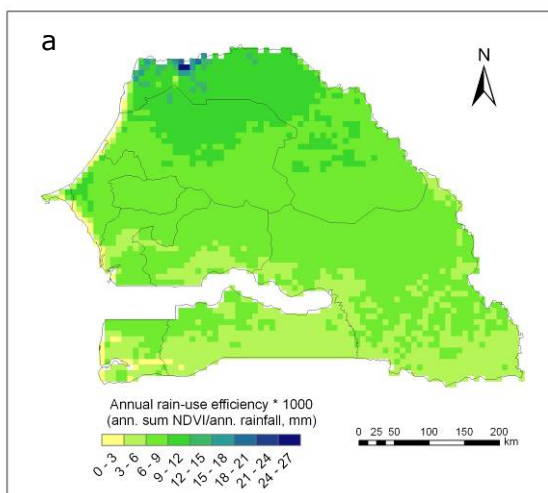 a
N
Annual rain-use efficiency * 1000
(ann. sum NDVI/ann. rainfall, mm)
0 - 3
3 - 6
6 - 9
9 - 12
12 - 15
15 - 18
18 - 21
21 - 24
24 - 27
0 25 50 100 150 200
km